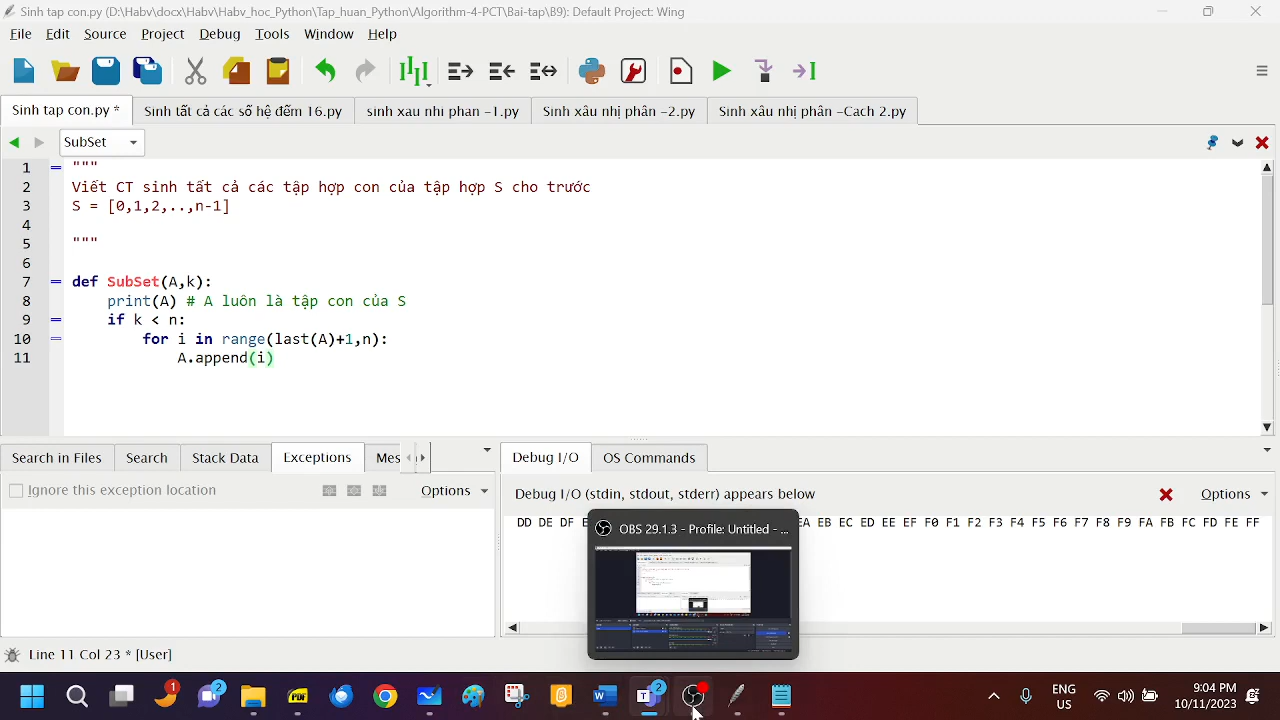 Sinh tap con.py (D:\Habv\docx\Habv\Habv_hoc_Python\Tap_huan_Python\Algorithm-4-PCT\Bai-tap\B9): Default Project: Wing
File Edit Source Project Debug Tools Window Help
Sinh tap con.py * Sinh tất cả các số hệ đếm 16.py sinh xau nhi phan -1.py Sinh xâu nhị phân -2.py Sinh xâu nhị phân -Cach 2.py
SubSet
1 """
2 Viết CT sinh tất cả các tập hợp con của tập hợp S cho trước
3 S = [0,1,2,..,n-1]
4
5 """
6
7 def SubSet(A,k):
8 print(A) # A luôn là tập con của S
9 if k < n:
10 for i in range(last(A)+1,n):
11 A.append(i)
Search in Files Search Stack Data Exceptions Mes Debug I/O OS Commands
Ignore this exception location Options Debug I/O (stdin, stdout, stderr) appears below Options
DD DE DF EB EC ED EE EF F0 F1 F2 F3 F4 F5 F6 F7 F8 F9 FA FB FC FD FE FF
OBS 29.1.3 - Profile: Untitled - ...
Line 11 Col 23 -
1 2 2 ENG US 9:04 PM
10/11/2023